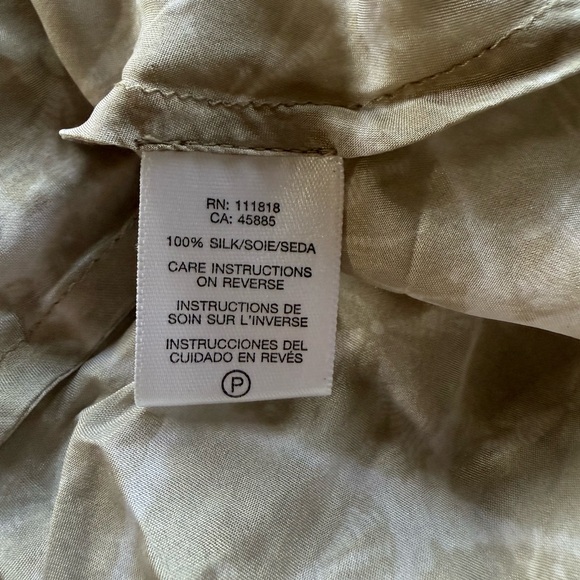 RN: 111818
CA: 45885
100% SILK/SOIE/SEDA
CARE INSTRUCTIONS
ON REVERSE
INSTRUCTIONS DE
SOIN SUR L'INVERSE
INSTRUCCIONES DEL
CUIDADO EN REVÉS
P